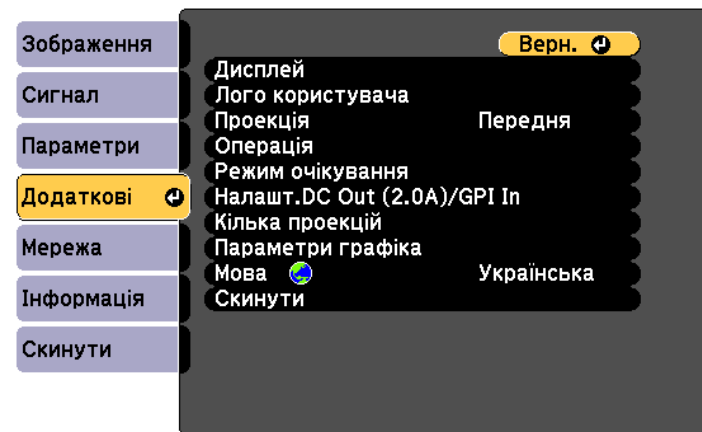 Зображення
Сигнал
Параметри
Додаткові
Мережа
Інформація
Скинути
Верн.
Дисплей
Лого користувача
Проекція Передня
Операція
Режим очікування
Налашт.DC Out (2.0A)/GPI In
Кілька проекцій
Параметри графіка
Мова Українська
Скинути